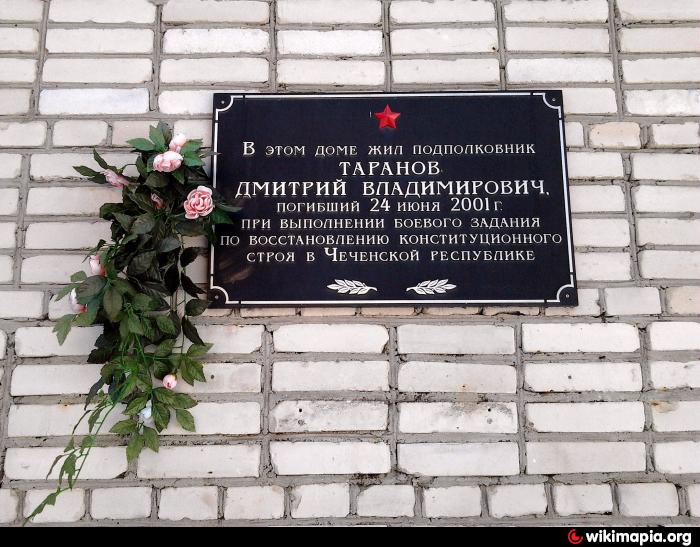 В ЭТОМ ДОМЕ ЖИЛ ПОДПОЛКОВНИК
ТАРАНОВ
ДМИТРИЙ ВЛАДИМИРОВИЧ,
ПОГИБШИЙ 24 ИЮНЯ 2001 Г.
ПРИ ВЫПОЛНЕНИИ БОЕВОГО ЗАДАНИЯ
ПО ВОССТАНОВЛЕНИЮ КОНСТИТУЦИОННОГО
СТРОЯ В ЧЕЧЕНСКОЙ РЕСПУБЛИКЕ
wikimapia.org